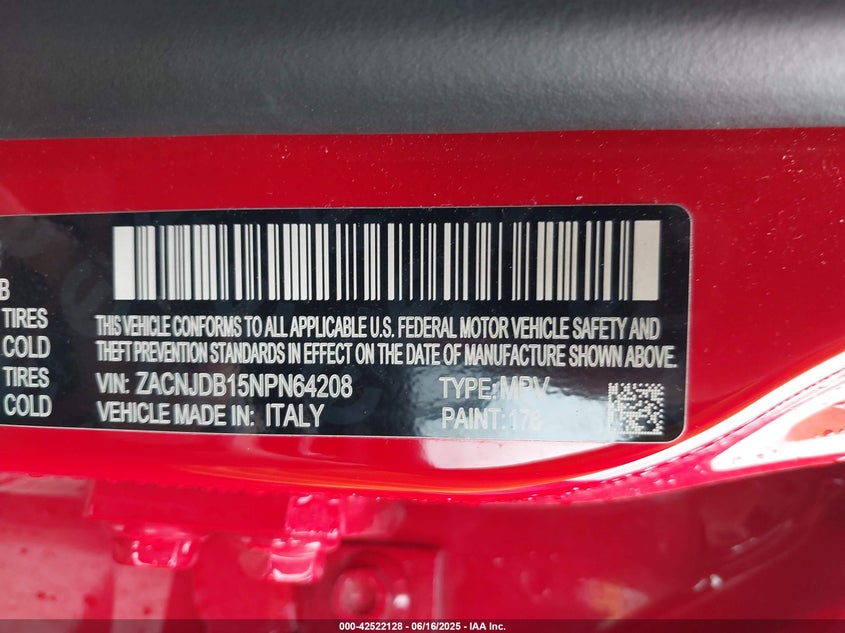 B
TIRES
COLD
TIRES
COLD
THIS VEHICLE CONFORMS TO ALL APPLICABLE U.S. FEDERAL MOTOR VEHICLE SAFETY AND
THEFT PREVENTION STANDARDS IN EFFECT ON THE DATE OF MANUFACTURE SHOWN ABOVE.
VIN: ZACNJDB15NPN64208 TYPE: MPV
VEHICLE MADE IN: ITALY PAINT: 176
000-42522128 - 06/16/2025 - IAA Inc.